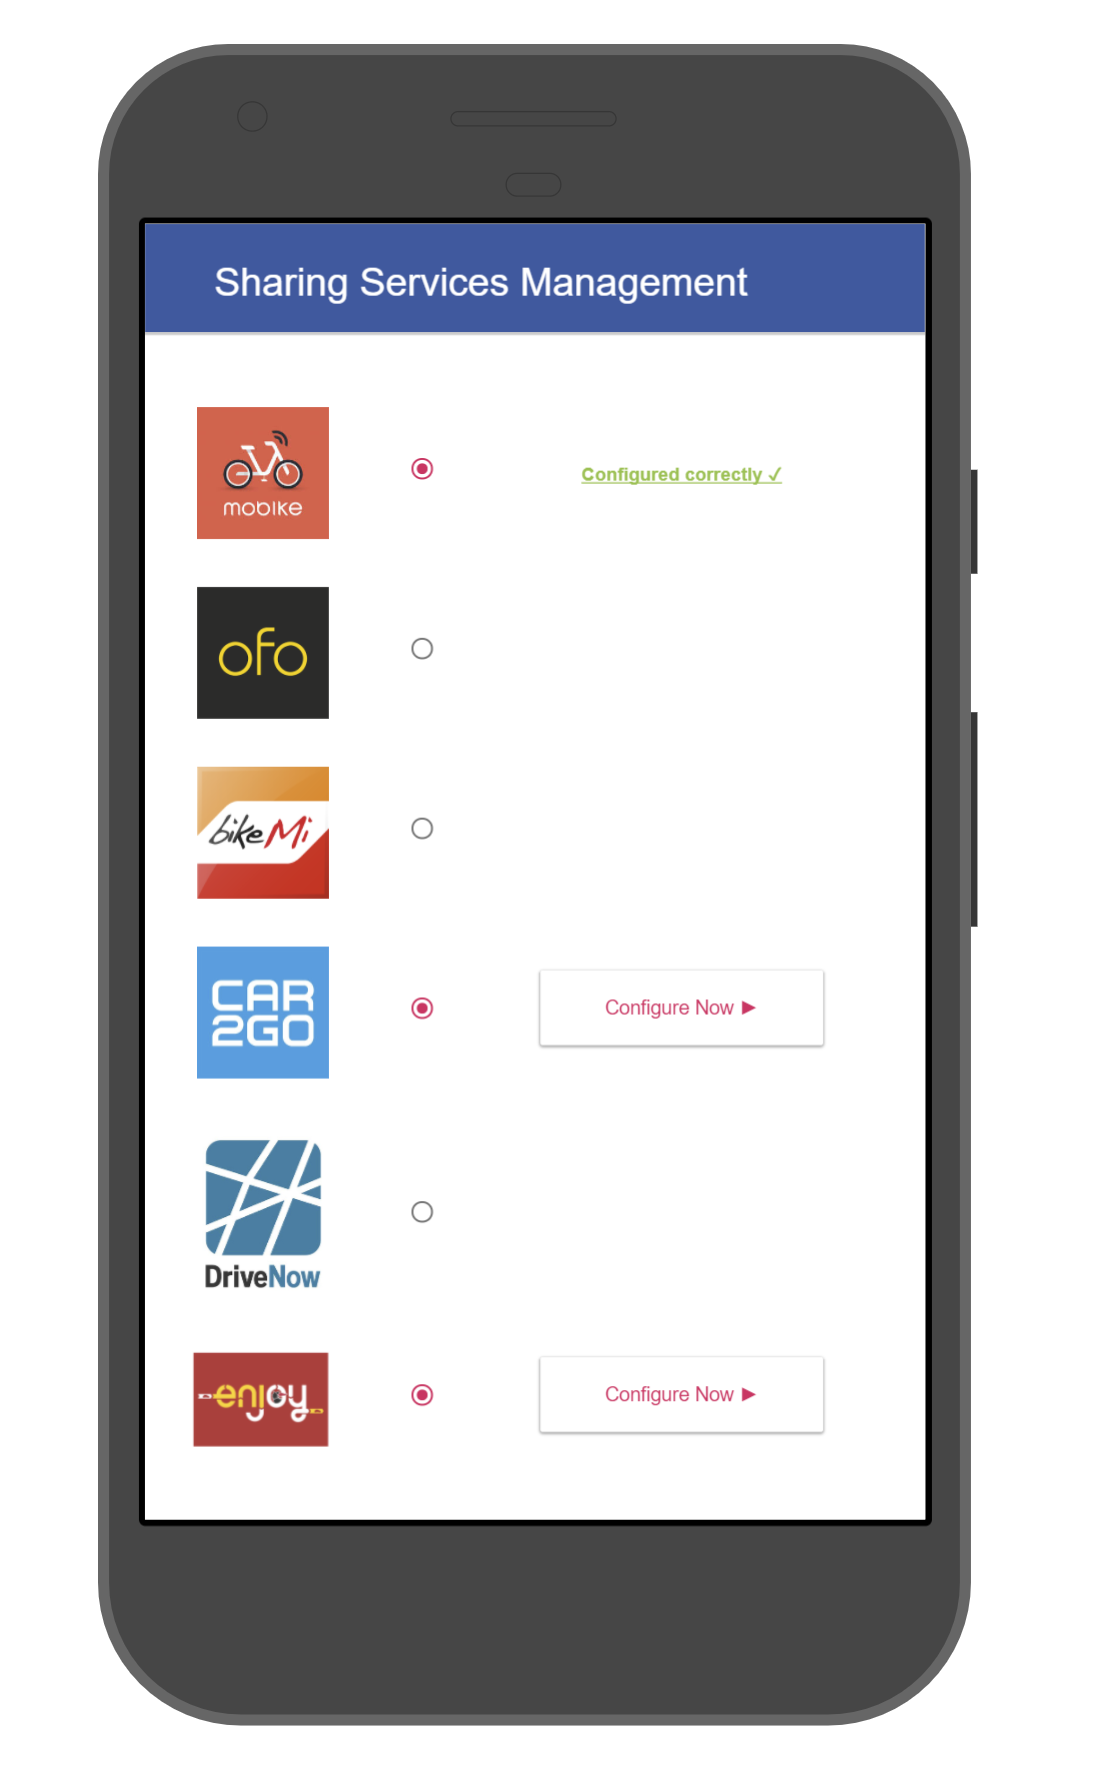 Sharing Services Management
mobike
Configured correctly ✓
ofo
bikeMi
CAR
2GO
Configure Now ►
DriveNow
enjoy
Configure Now ►